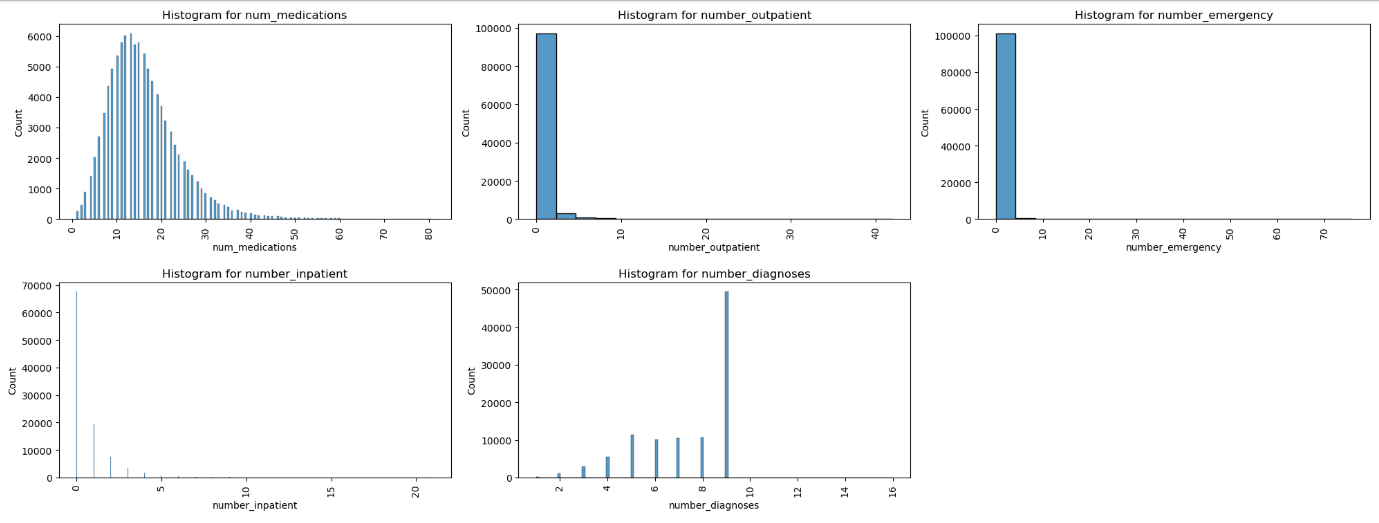 Histogram for num_medications
6000
5000
4000
3000
2000
1000
0
Count
0 10 20 30 40 50 60 70 80
num_medications
Histogram for number_outpatient
100000
80000
60000
40000
20000
0
Count
0 10 20 30 40
number_outpatient
Histogram for number_emergency
100000
80000
60000
40000
20000
0
Count
0 10 20 30 40 50 60 70
number_emergency
Histogram for number_inpatient
70000
60000
50000
40000
30000
20000
10000
0
Count
0 5 10 15 20
number_inpatient
Histogram for number_diagnoses
50000
40000
30000
20000
10000
0
Count
2 4 6 8 10 12 14 16
number_diagnoses